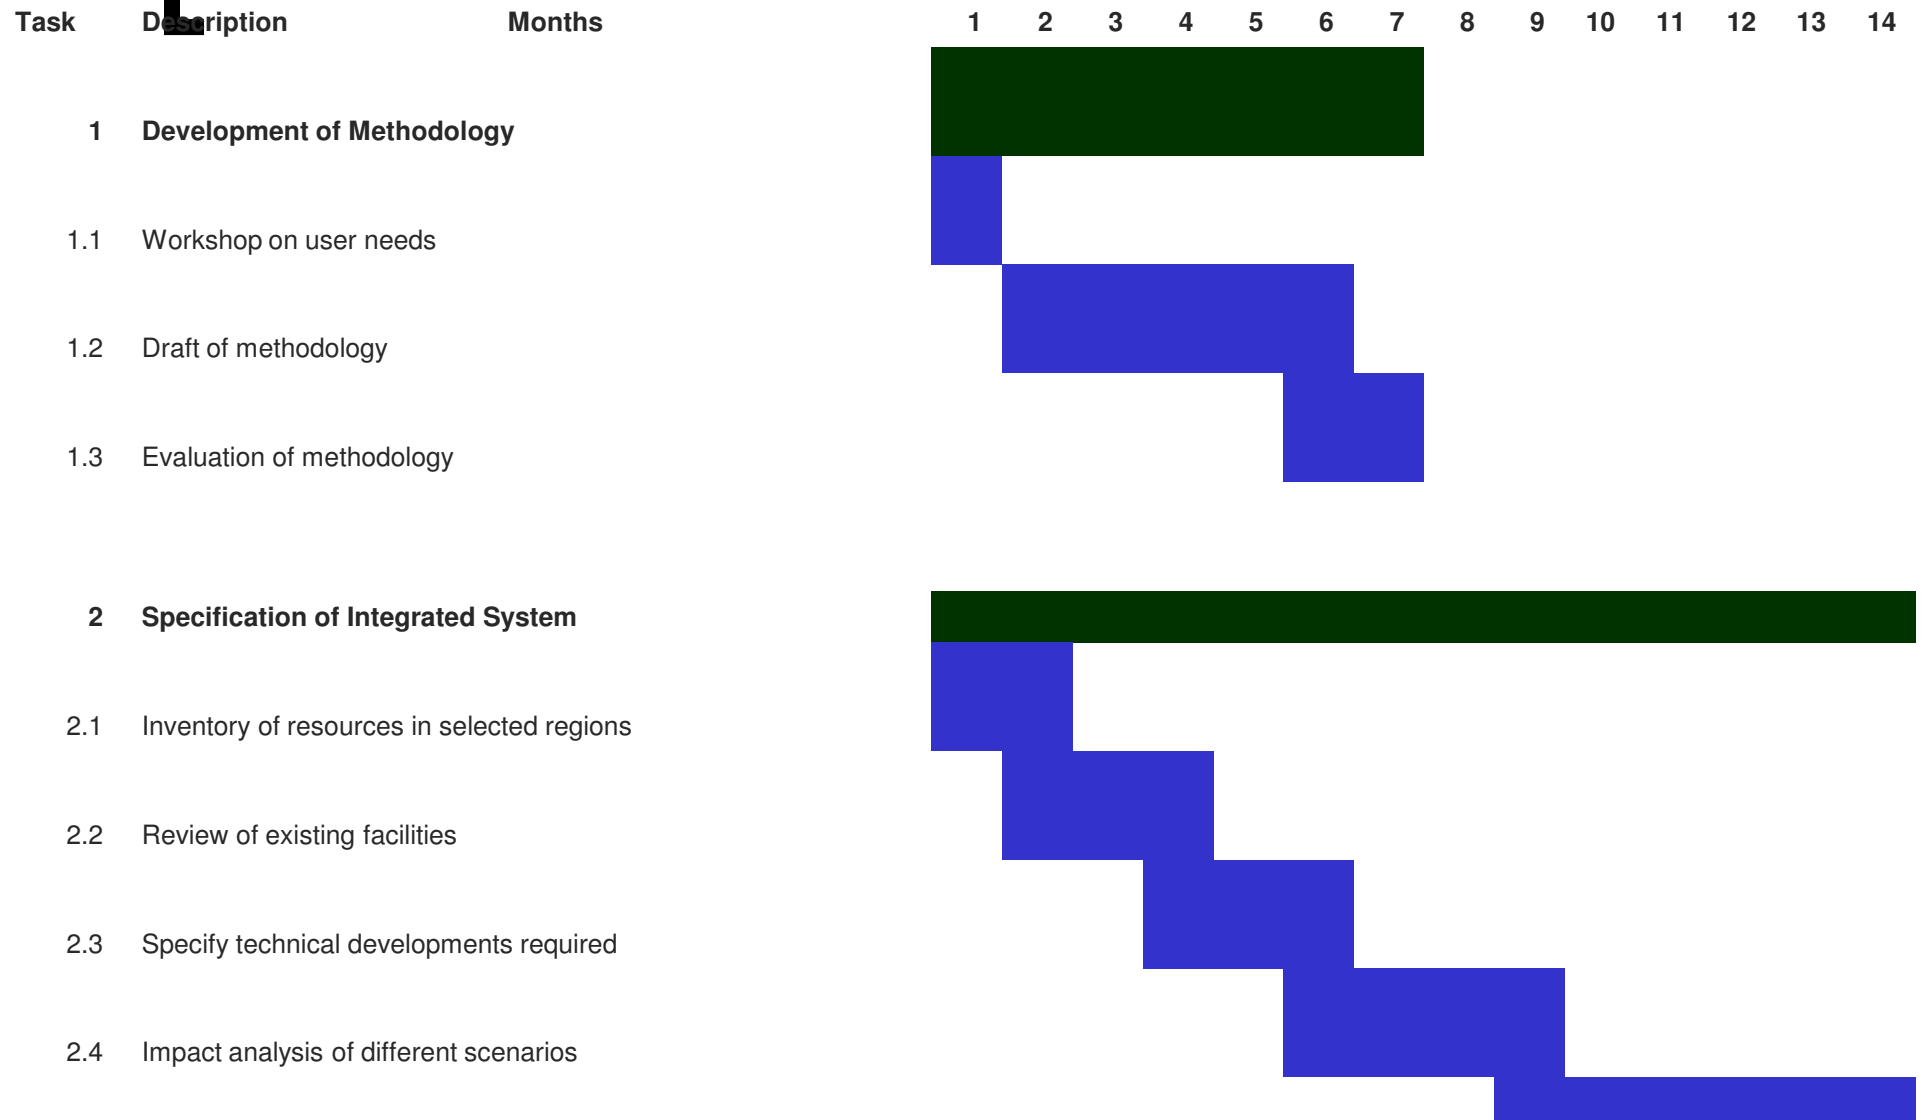 Task Description Months 1 2 3 4 5 6 7 8 9 10 11 12 13 14
1 Development of Methodology
1.1 Workshop on user needs
1.2 Draft of methodology
1.3 Evaluation of methodology
2 Specification of Integrated System
2.1 Inventory of resources in selected regions
2.2 Review of existing facilities
2.3 Specify technical developments required
2.4 Impact analysis of different scenarios